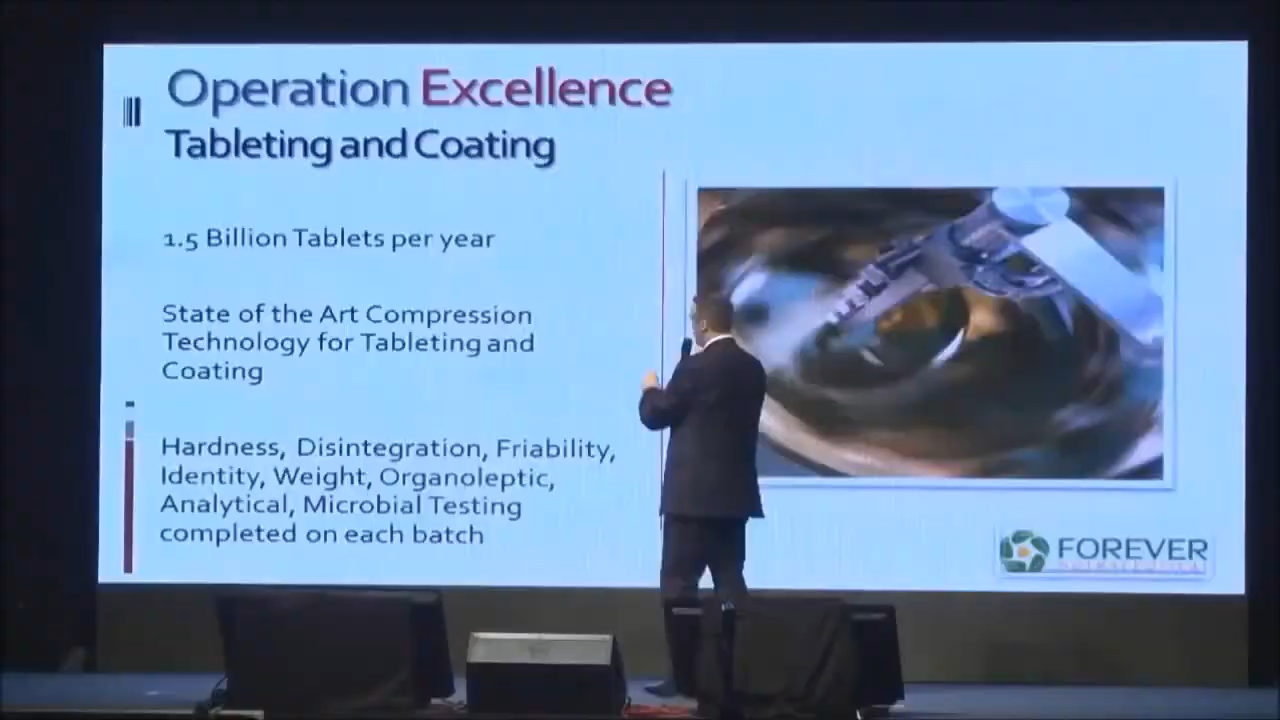 Operation Excellence
Tableting and Coating
1.5 Billion Tablets per year
State of the Art Compression
Technology for Tableting and
Coating
Hardness, Disintegration, Friability,
Identity, Weight, Organoleptic,
Analytical, Microbial Testing
completed on each batch
FOREVER